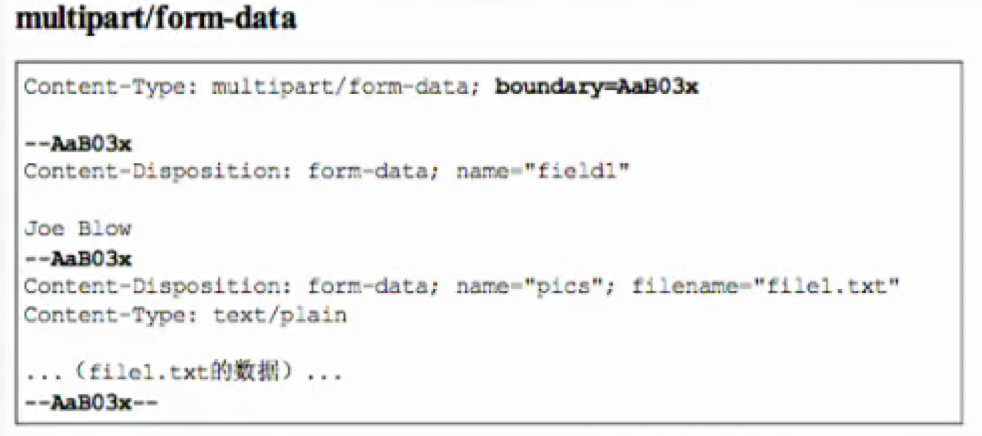 multipart/form-data
Content-Type: multipart/form-data; boundary=AaB03x
--AaB03x
Content-Disposition: form-data; name="field1"
Joe Blow
--AaB03x
Content-Disposition: form-data; name="pics"; filename="file1.txt"
Content-Type: text/plain
...（file1.txt的数据）...
--AaB03x--